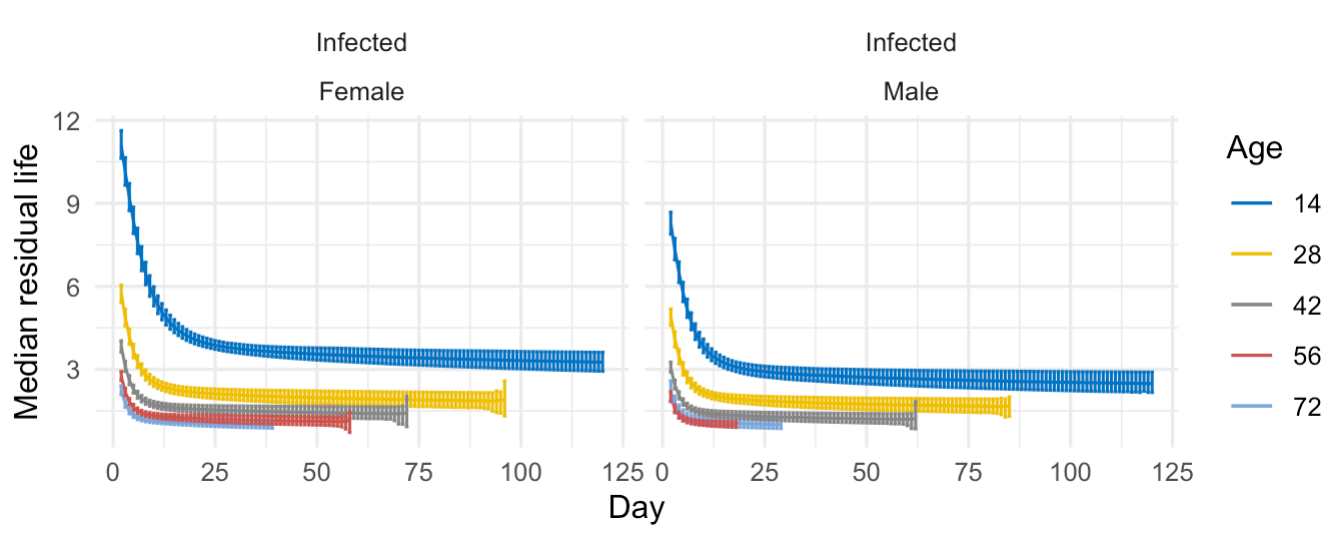 Infected Infected
Female Male
Median residual life
12
9
6
3
0 25 50 75 100 125 0 25 50 75 100 125
Day
Age
14
28
42
56
72